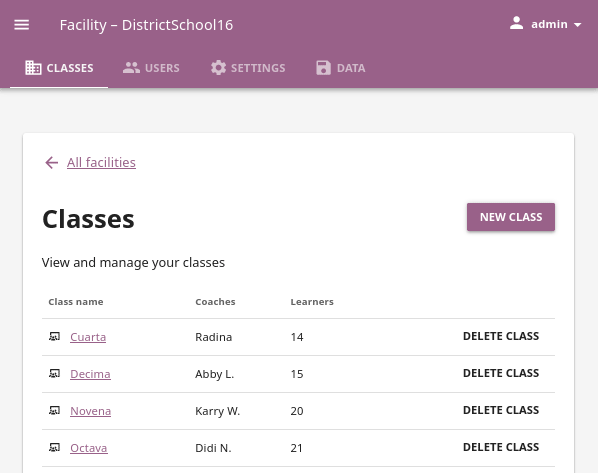 Facility – DistrictSchool16
admin
CLASSES
USERS
SETTINGS
DATA
All facilities
Classes
NEW CLASS
View and manage your classes
Class name Coaches Learners
Cuarta Radina 14 DELETE CLASS
Decima Abby L. 15 DELETE CLASS
Novena Karry W. 20 DELETE CLASS
Octava Didi N. 21 DELETE CLASS